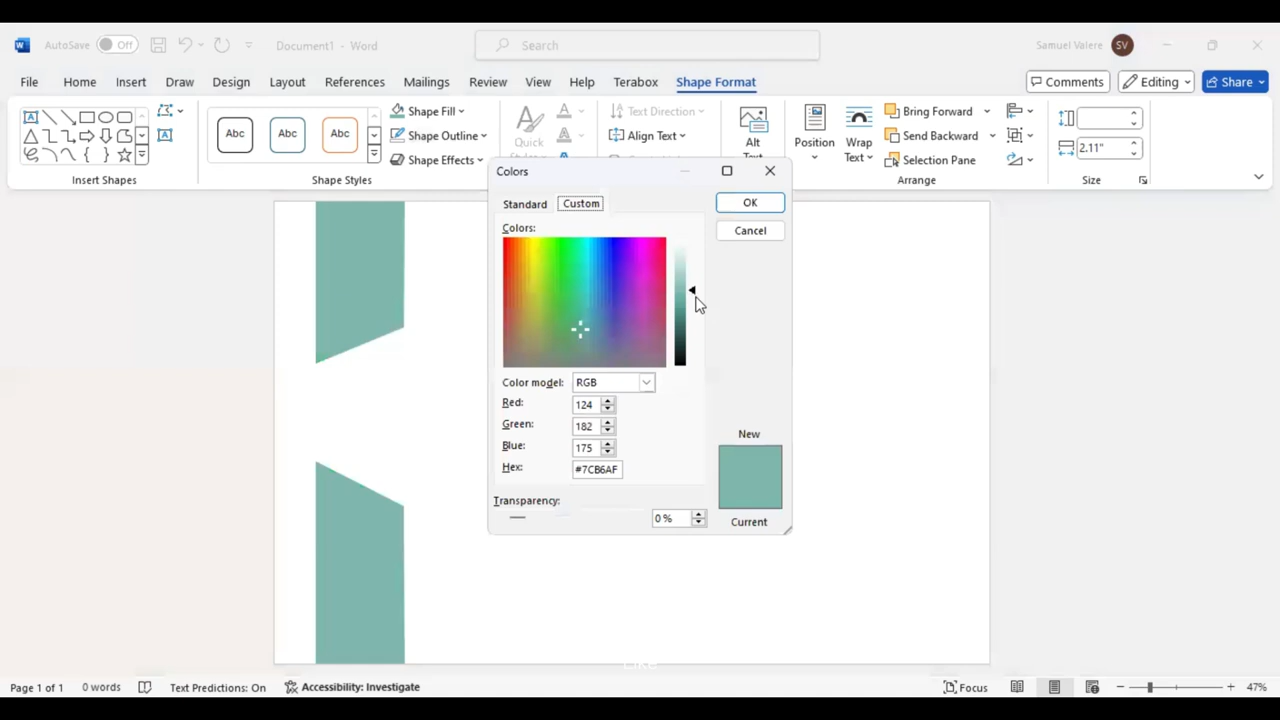 AutoSave Off Document1 - Word Search Samuel Valere SV
File Home Insert Draw Design Layout References Mailings Review View Help Terabox Shape Format Comments Editing Share
Abc Abc Abc
Shape Fill
Shape Outline
Shape Effects
Quick
Text Direction
Align Text
Alt
Text
Position
Wrap
Text
Bring Forward
Send Backward
Selection Pane
2.11"
Insert Shapes Shape Styles Arrange Size
Colors
Standard Custom OK
Cancel
Colors:
Color model: RGB
Red: 124
Green: 182
Blue: 175
Hex: #7CB6AF
New
Current
Transparency:
0 %
Page 1 of 1 0 words Text Predictions: On Accessibility: Investigate Focus 47%